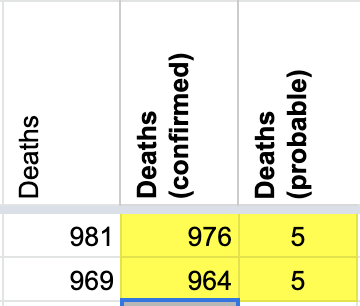 Deaths
Deaths
(confirmed)
Deaths
(probable)
981 976 5
969 964 5